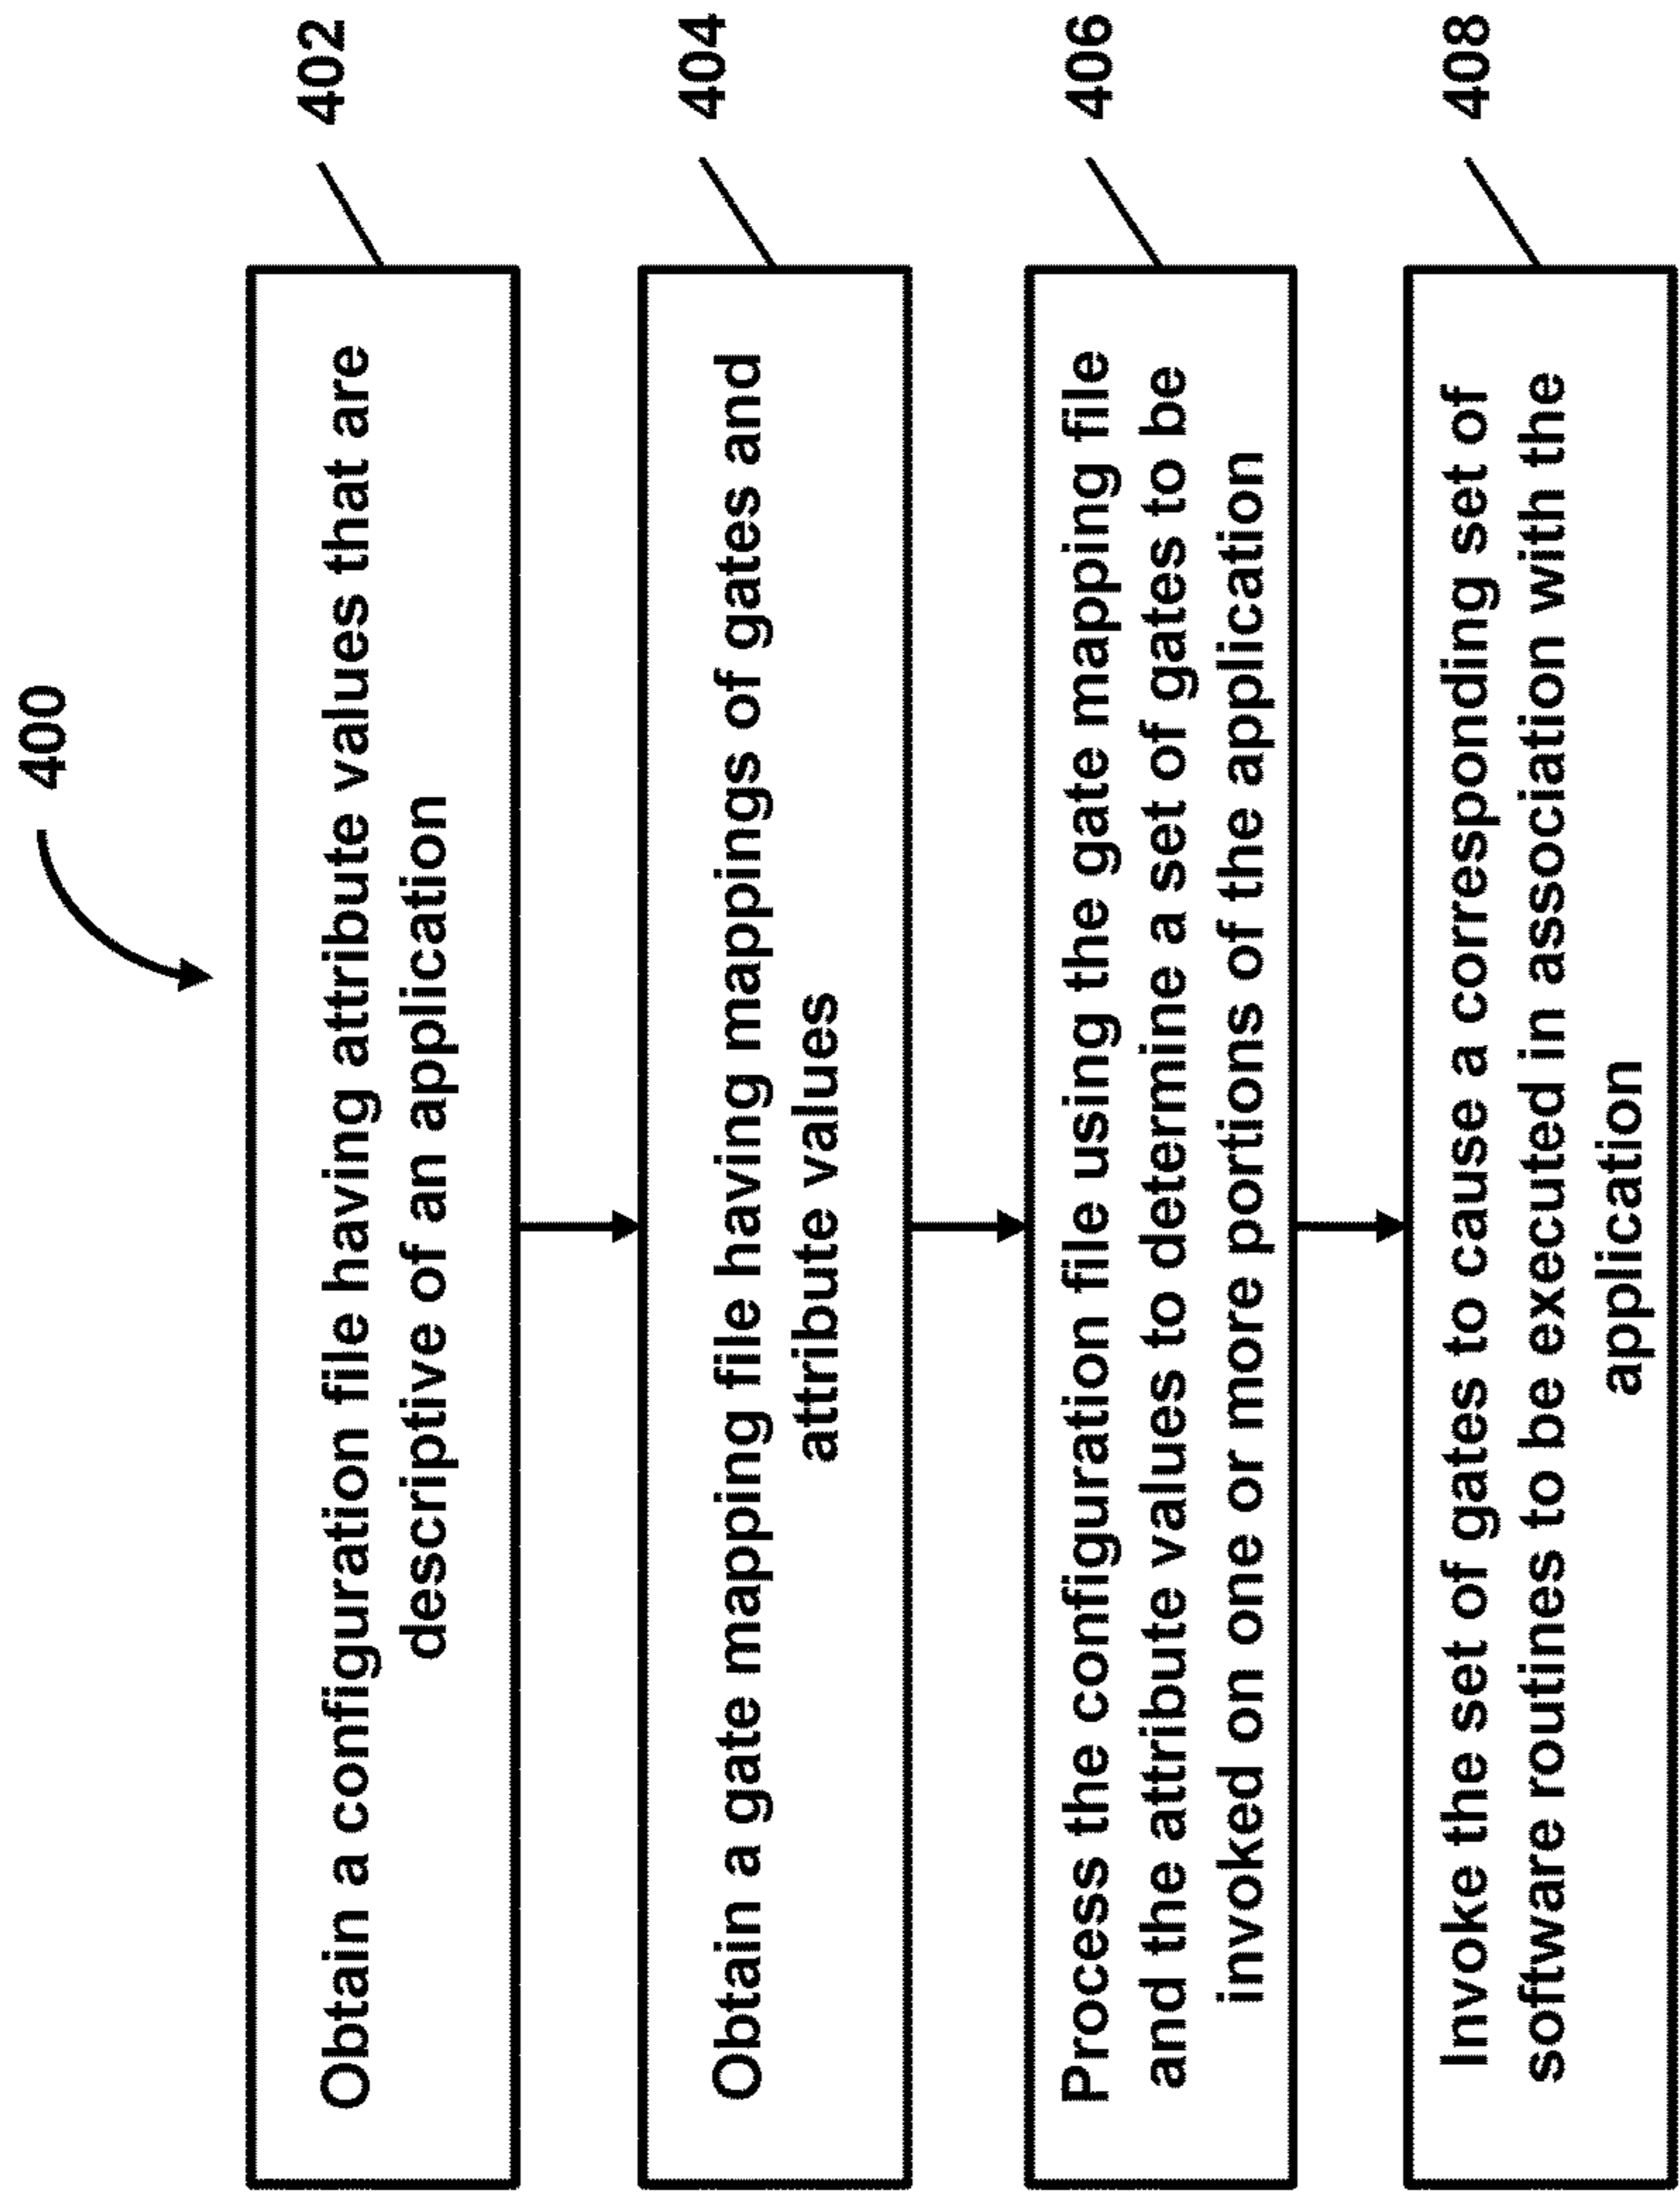 400
402
Obtain a configuration file having attribute values that are
descriptive of an application
404
Obtain a gate mapping file having mappings of gates and
attribute values
406
Process the configuration file using the gate mapping file
and the attribute values to determine a set of gates to be
invoked on one or more portions of the application
408
Invoke the set of gates to cause a corresponding set of
software routines to be executed in association with the
application